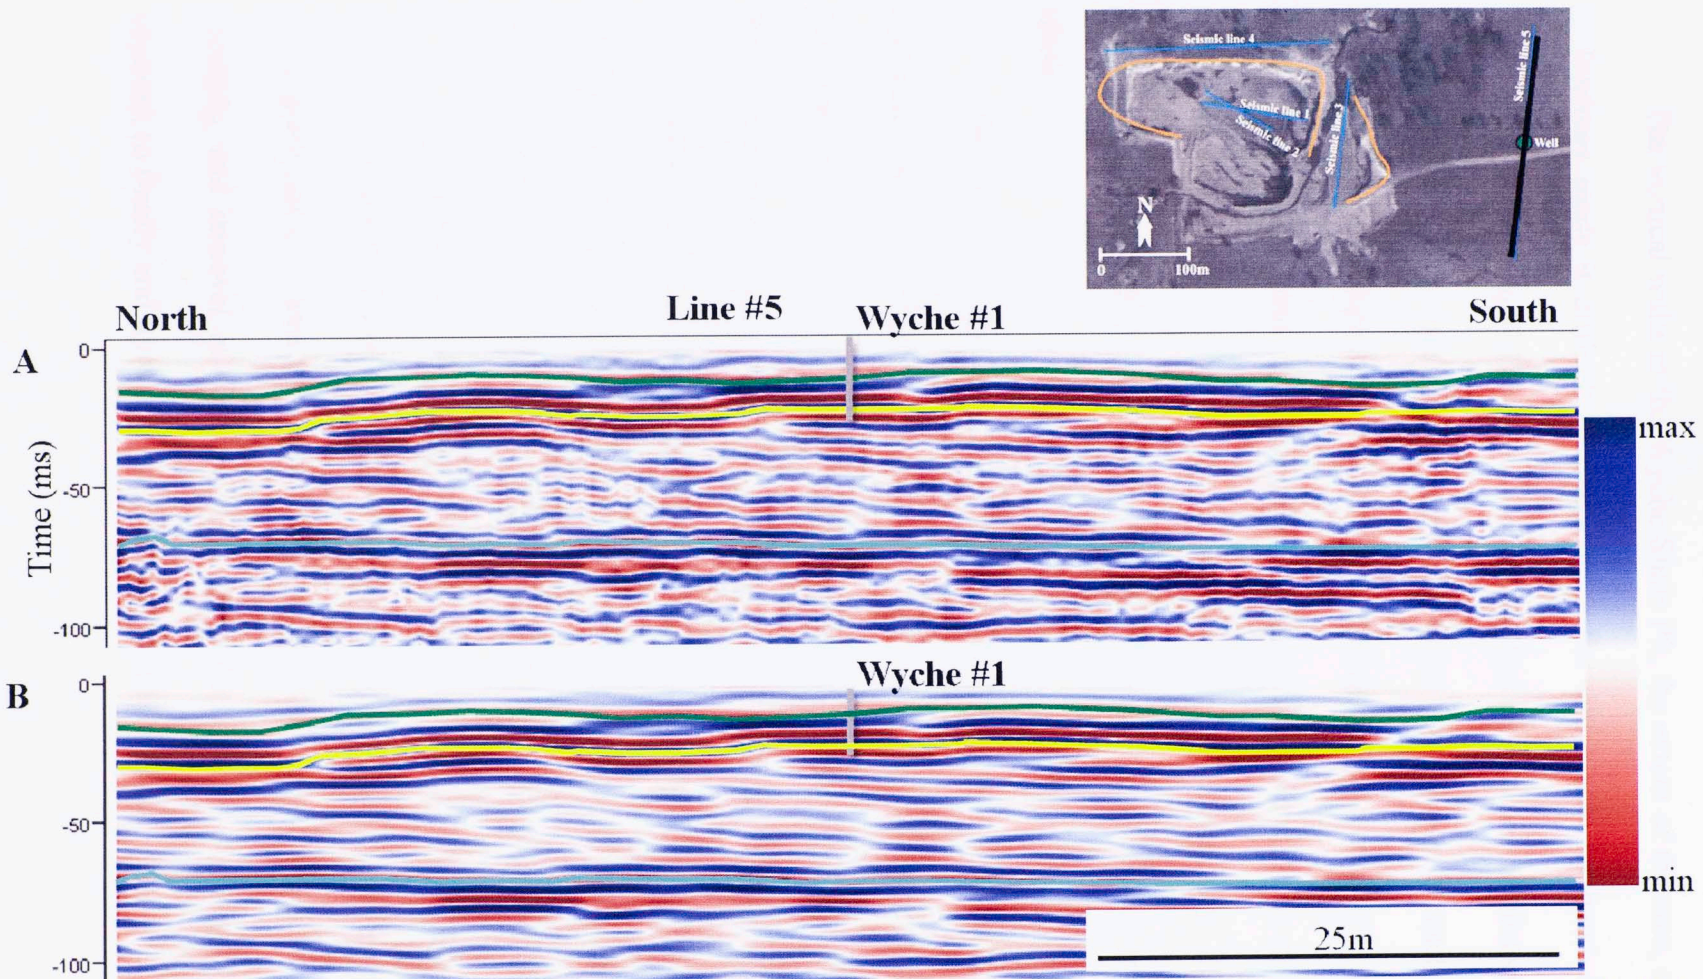 Seismic line 4
Seismic line 5
Seismic line 1
Seismic line 3
Seismic line 2
Well
N
0 100m
North
Line #5
Wyche #1
South
A
0
-50
-100
Time (ms)
max
min
Wyche #1
B
0
-50
-100
25m